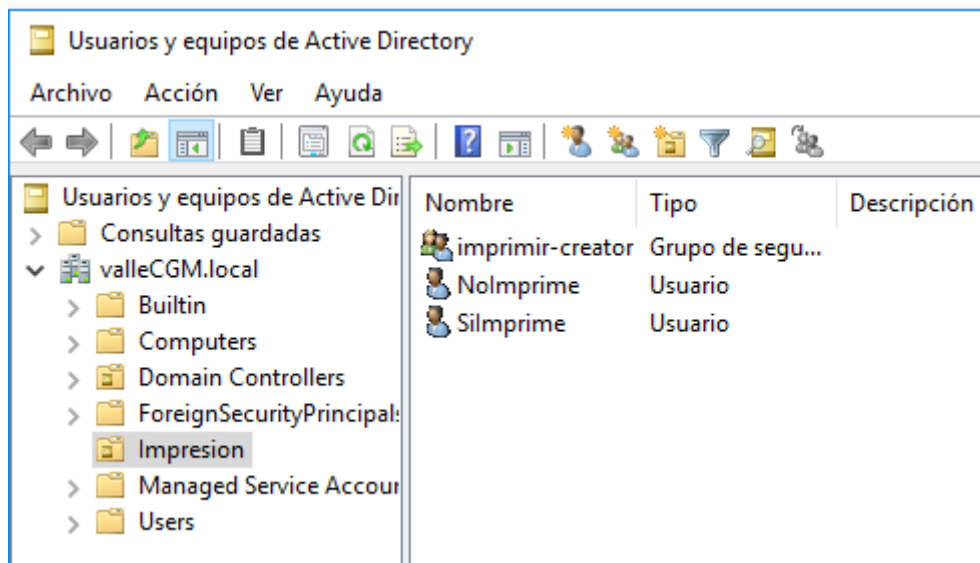 Usuarios y equipos de Active Directory
Archivo Acción Ver Ayuda
Usuarios y equipos de Active Dir
Consultas guardadas
valleCGM.local
Builtin
Computers
Domain Controllers
ForeignSecurityPrincipals
Impresion
Managed Service Accour
Users
Nombre Tipo Descripción
imprimir-creator Grupo de segu...
NoImprime Usuario
SiImprime Usuario